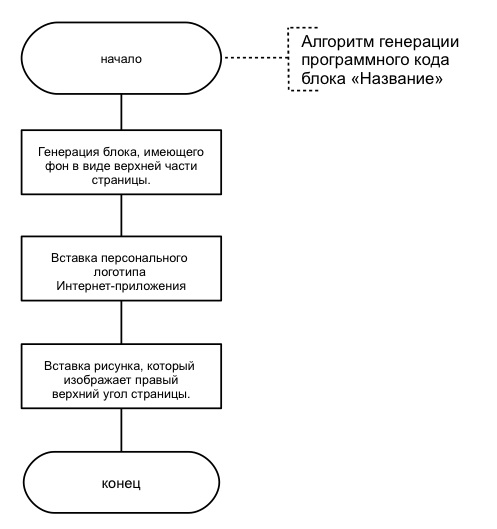 начало
Алгоритм генерации
программного кода
блока «Название»
Генерация блока, имеющего
фон в виде верхней части
страницы.
Вставка персонального
логотипа
Интернет-приложения
Вставка рисунка, который
изображает правый
верхний угол страницы.
конец